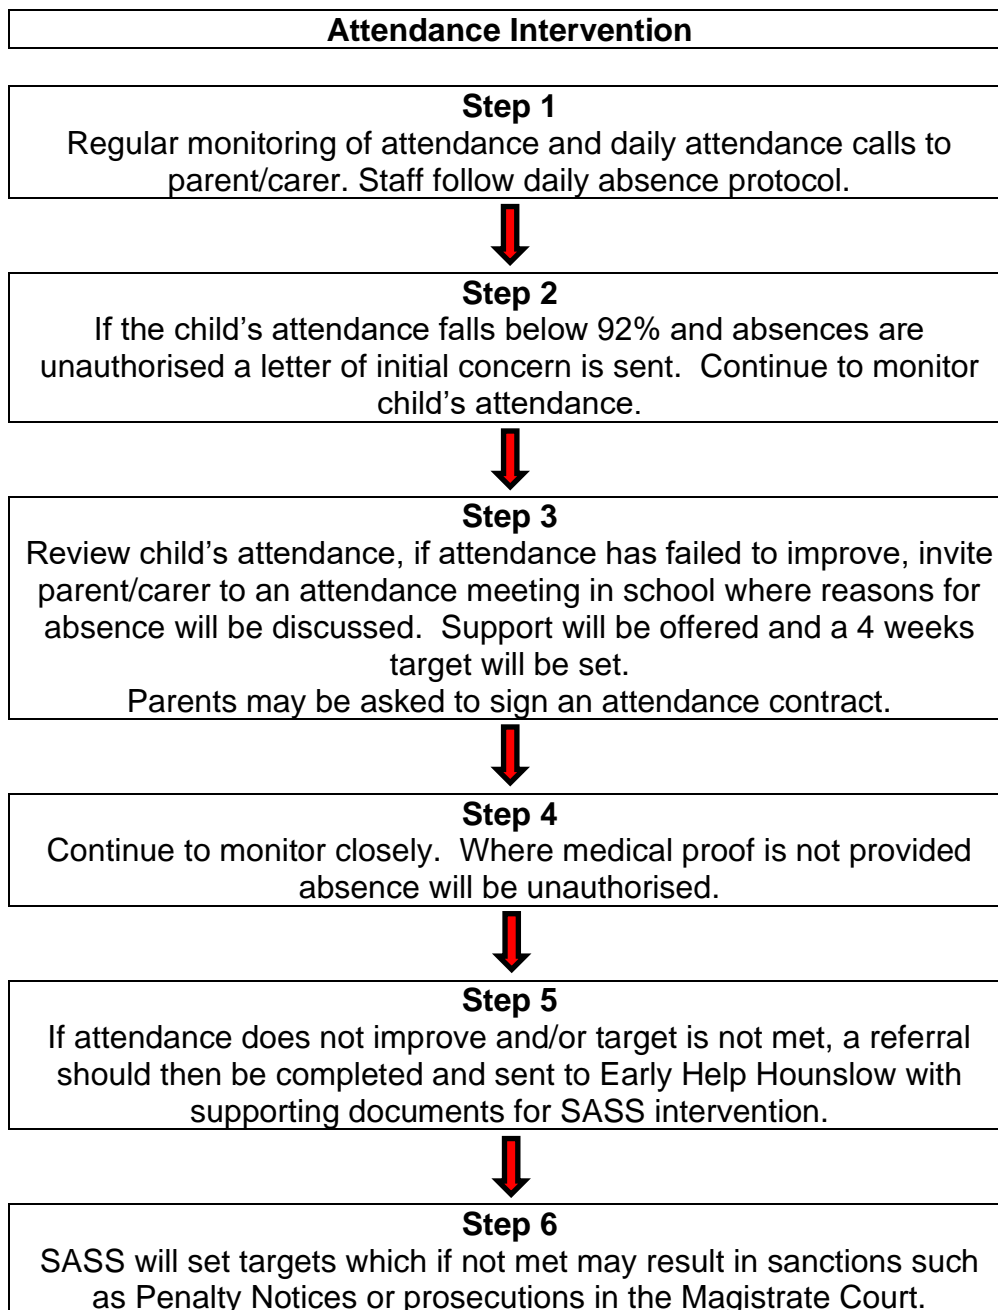 Attendance Intervention
Step 1
Regular monitoring of attendance and daily attendance calls to
parent/carer. Staff follow daily absence protocol.
Step 2
If the child’s attendance falls below 92% and absences are
unauthorised a letter of initial concern is sent.  Continue to monitor
child’s attendance.
Step 3
Review child’s attendance, if attendance has failed to improve, invite
parent/carer to an attendance meeting in school where reasons for
absence will be discussed.  Support will be offered and a 4 weeks
target will be set.
Parents may be asked to sign an attendance contract.
Step 4
Continue to monitor closely.  Where medical proof is not provided
absence will be unauthorised.
Step 5
If attendance does not improve and/or target is not met, a referral
should then be completed and sent to Early Help Hounslow with
supporting documents for SASS intervention.
Step 6
SASS will set targets which if not met may result in sanctions such
as Penalty Notices or prosecutions in the Magistrate Court.